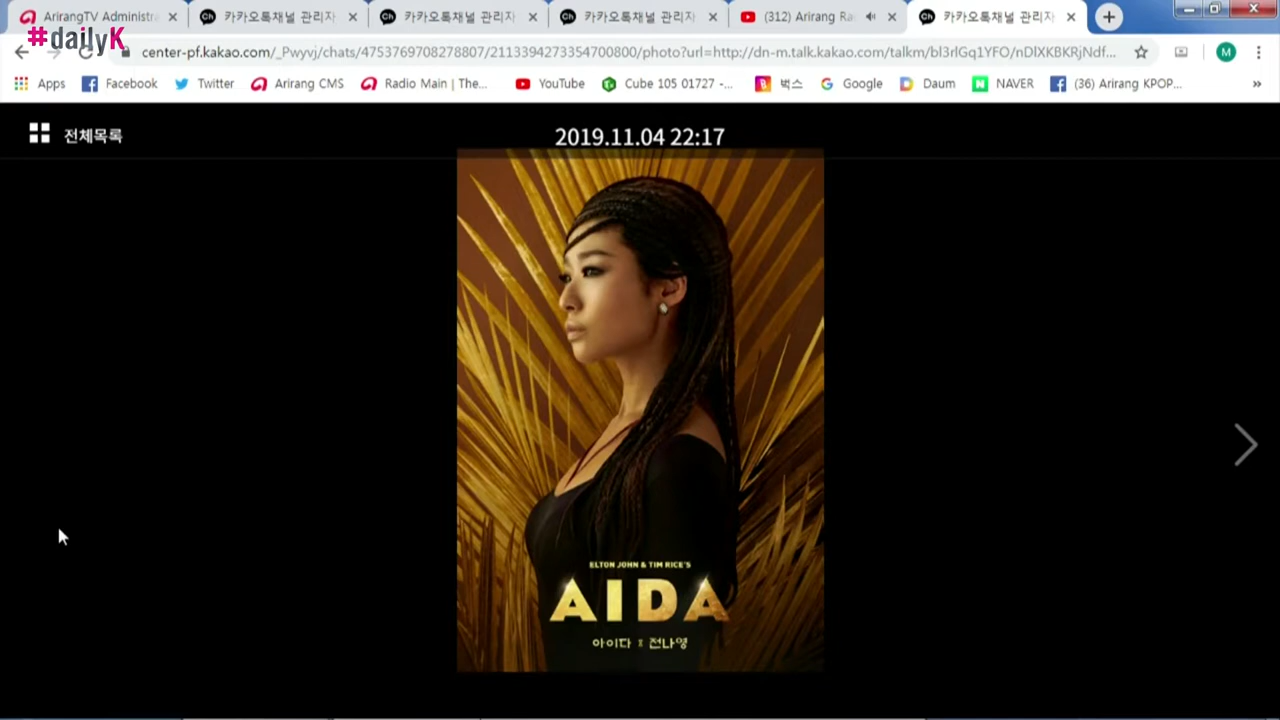 ArirangTV Administra
카카오톡채널 관리자
카카오톡채널 관리자
카카오톡채널 관리자
(312) Arirang Ra
카카오톡채널 관리자
#dailyK
center-pf.kakao.com/_Pwyvj/chats/4753769708278807/2113394273354700800/photo?url=http://dn-m.talk.kakao.com/talkm/bl3rlGq1YFO/nDlXKBKRjNdf...
M
Apps
Facebook
Twitter
Arirang CMS
Radio Main | The...
YouTube
Cube 105 01727 -...
벅스
Google
Daum
NAVER
(36) Arirang KPOP...
전체목록
2019.11.04 22:17
ELTON JOHN & TIM RICE'S
AIDA
아이다 전나영